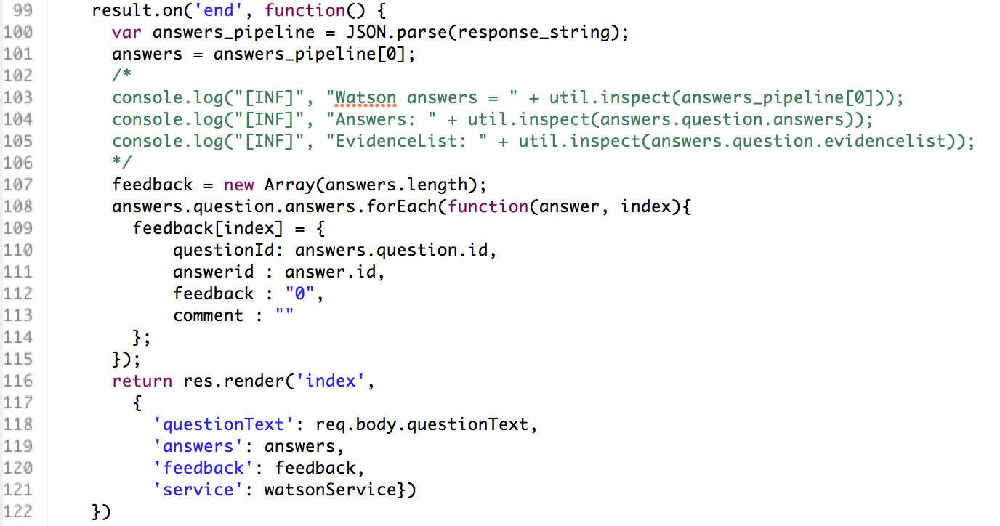 99 result.on('end', function() {
100 var answers_pipeline = JSON.parse(response_string);
101 answers = answers_pipeline[0];
102 /*
103 console.log("[INF]", "Watson answers = " + util.inspect(answers_pipeline[0]));
104 console.log("[INF]", "Answers: " + util.inspect(answers.question.answers));
105 console.log("[INF]", "EvidenceList: " + util.inspect(answers.question.evidencelist));
106 */
107 feedback = new Array(answers.length);
108 answers.question.answers.forEach(function(answer, index){
109 feedback[index] = {
110 questionId: answers.question.id,
111 answerid : answer.id,
112 feedback : "0",
113 comment : ""
114 };
115 });
116 return res.render('index',
117 {
118 'questionText': req.body.questionText,
119 'answers': answers,
120 'feedback': feedback,
121 'service': watsonService})
122 })